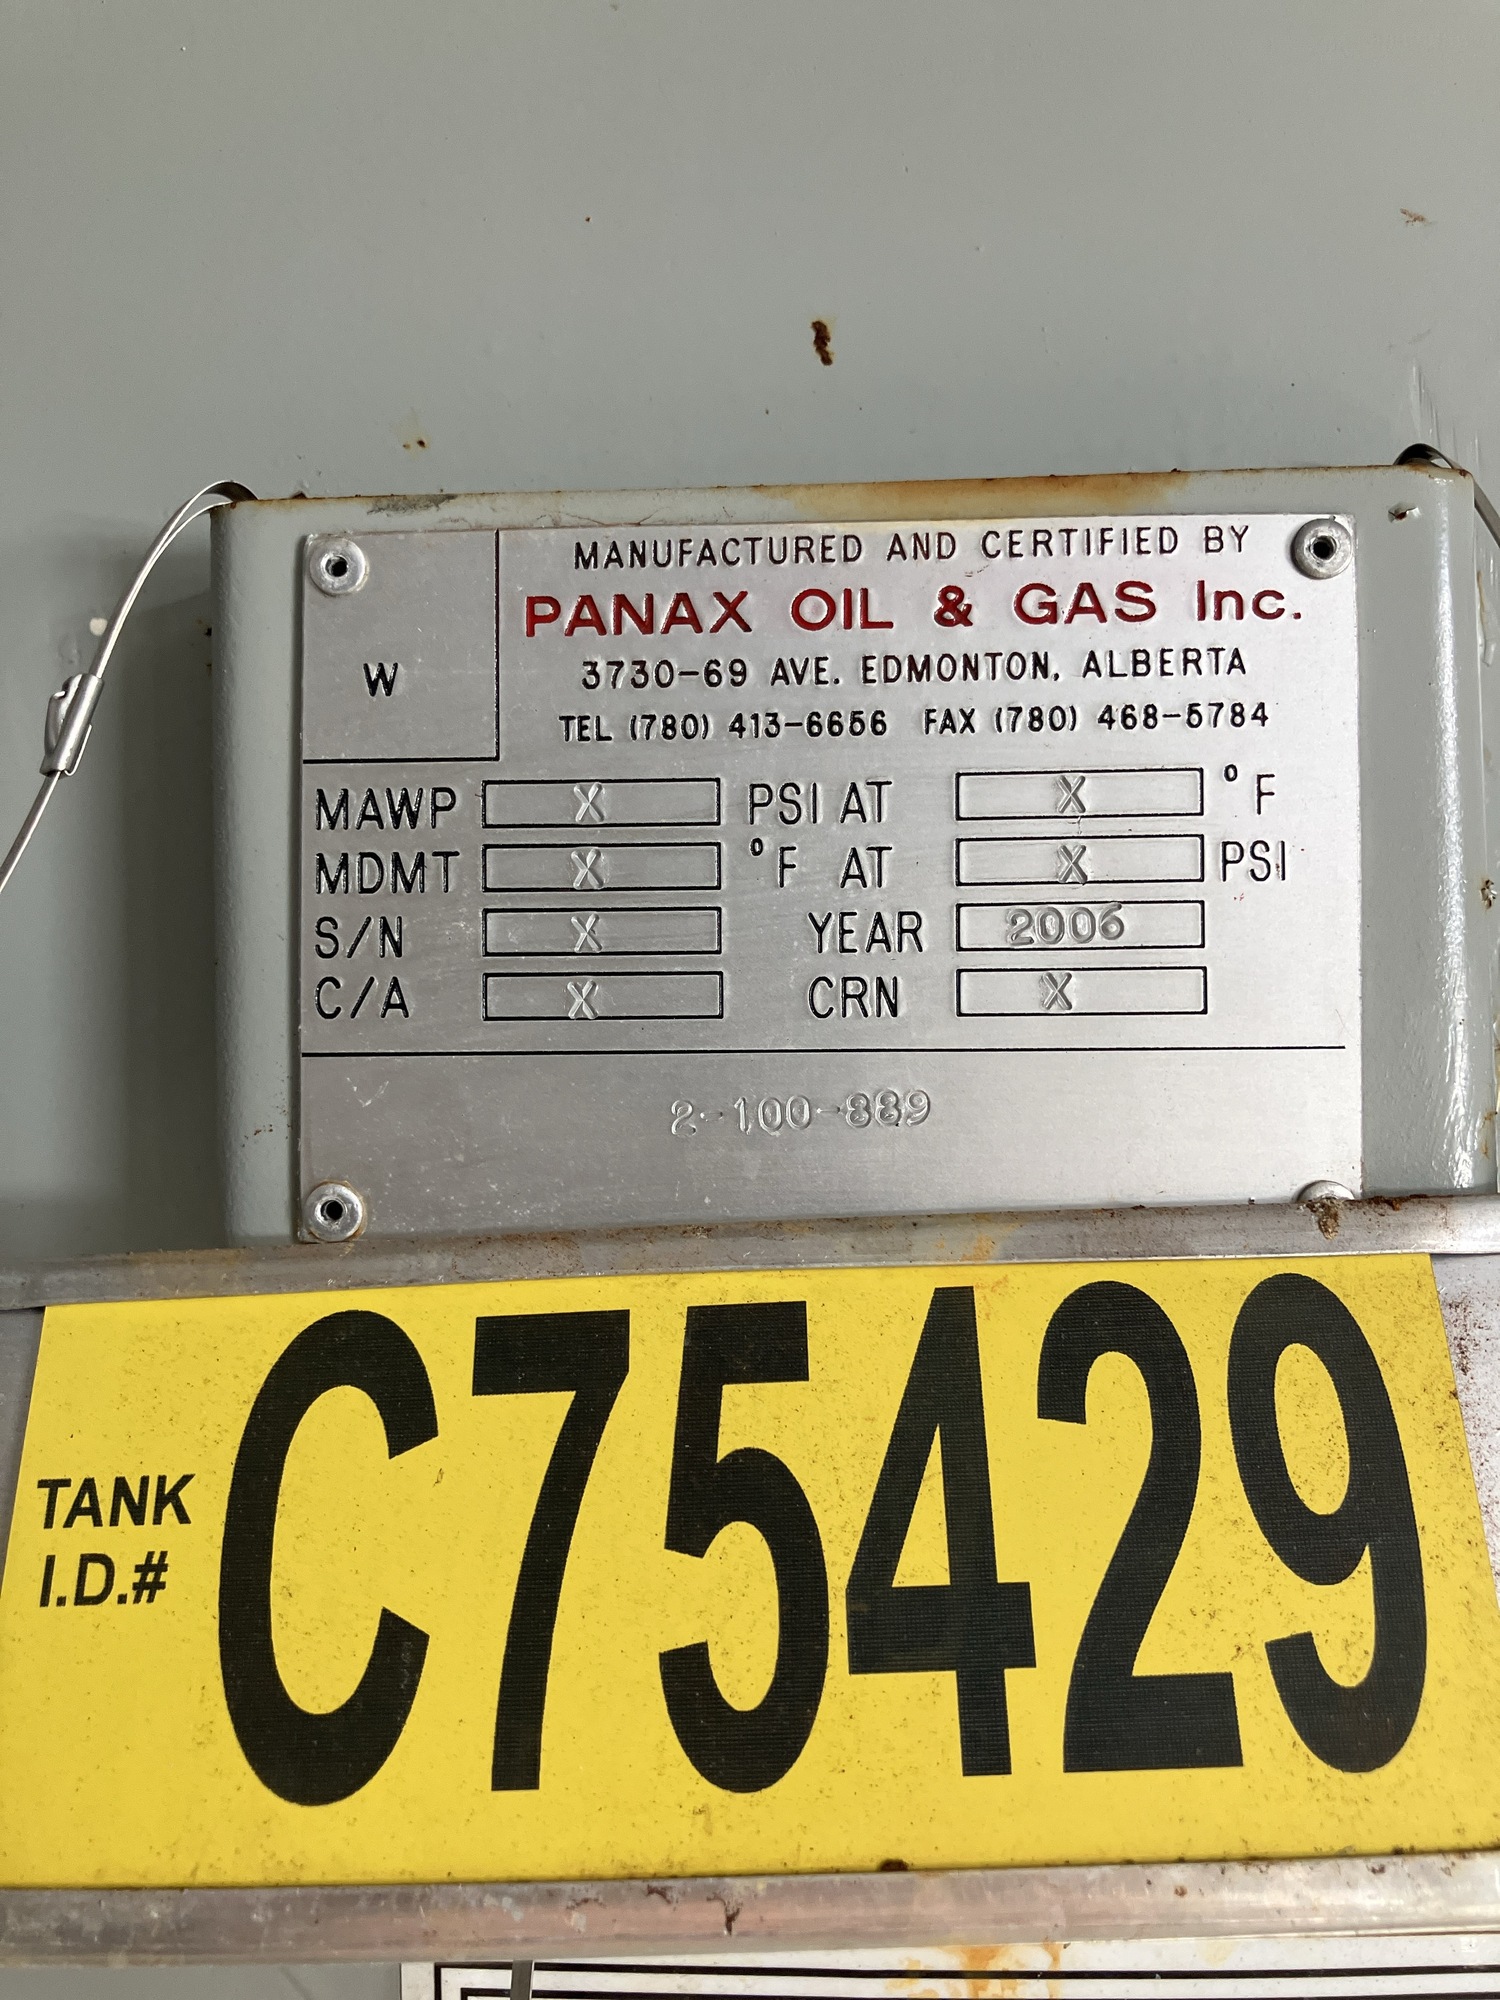 MANUFACTURED AND CERTIFIED BY
PANAX OIL & GAS Inc.
3730-69 AVE. EDMONTON, ALBERTA
TEL (780) 413-6656 FAX (780) 468-5784
W
MAWP X PSI AT X °F
MDMT X °F AT X PSI
S/N X YEAR 2006
C/A X CRN X
2-100-889
TANK I.D.# C75429